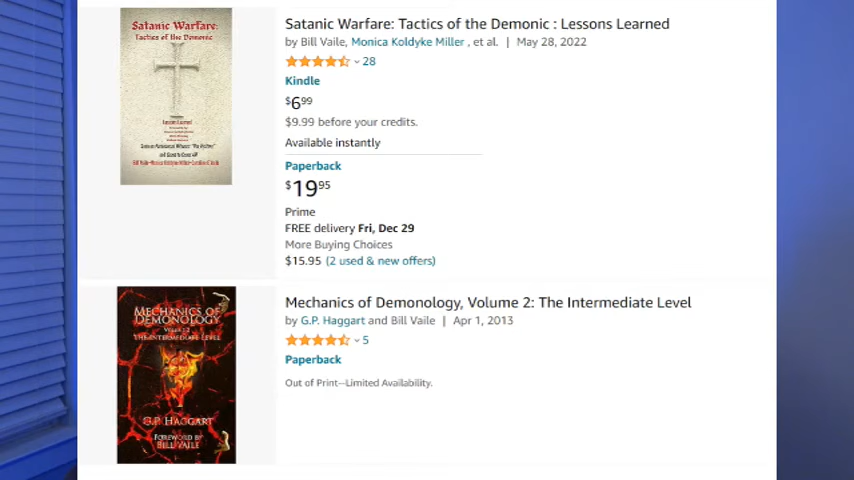 Satanic Warfare:
Tactics of the Demonic
Satanic Warfare: Tactics of the Demonic : Lessons Learned
by Bill Vaile, Monica Koldyke Miller , et al. | May 28, 2022
28
Kindle
$6.99
$9.99 before your credits.
Available instantly
Paperback
$19.95
Prime
FREE delivery Fri, Dec 29
More Buying Choices
$15.95 (2 used & new offers)
MECHANICS OF
DEMONOLOGY
THE INTERMEDIATE LEVEL
G.P. HAGGART
FOREWORD BY
BILL VAILE
Mechanics of Demonology, Volume 2: The Intermediate Level
by G.P. Haggart and Bill Vaile | Apr 1, 2013
5
Paperback
Out of Print--Limited Availability.